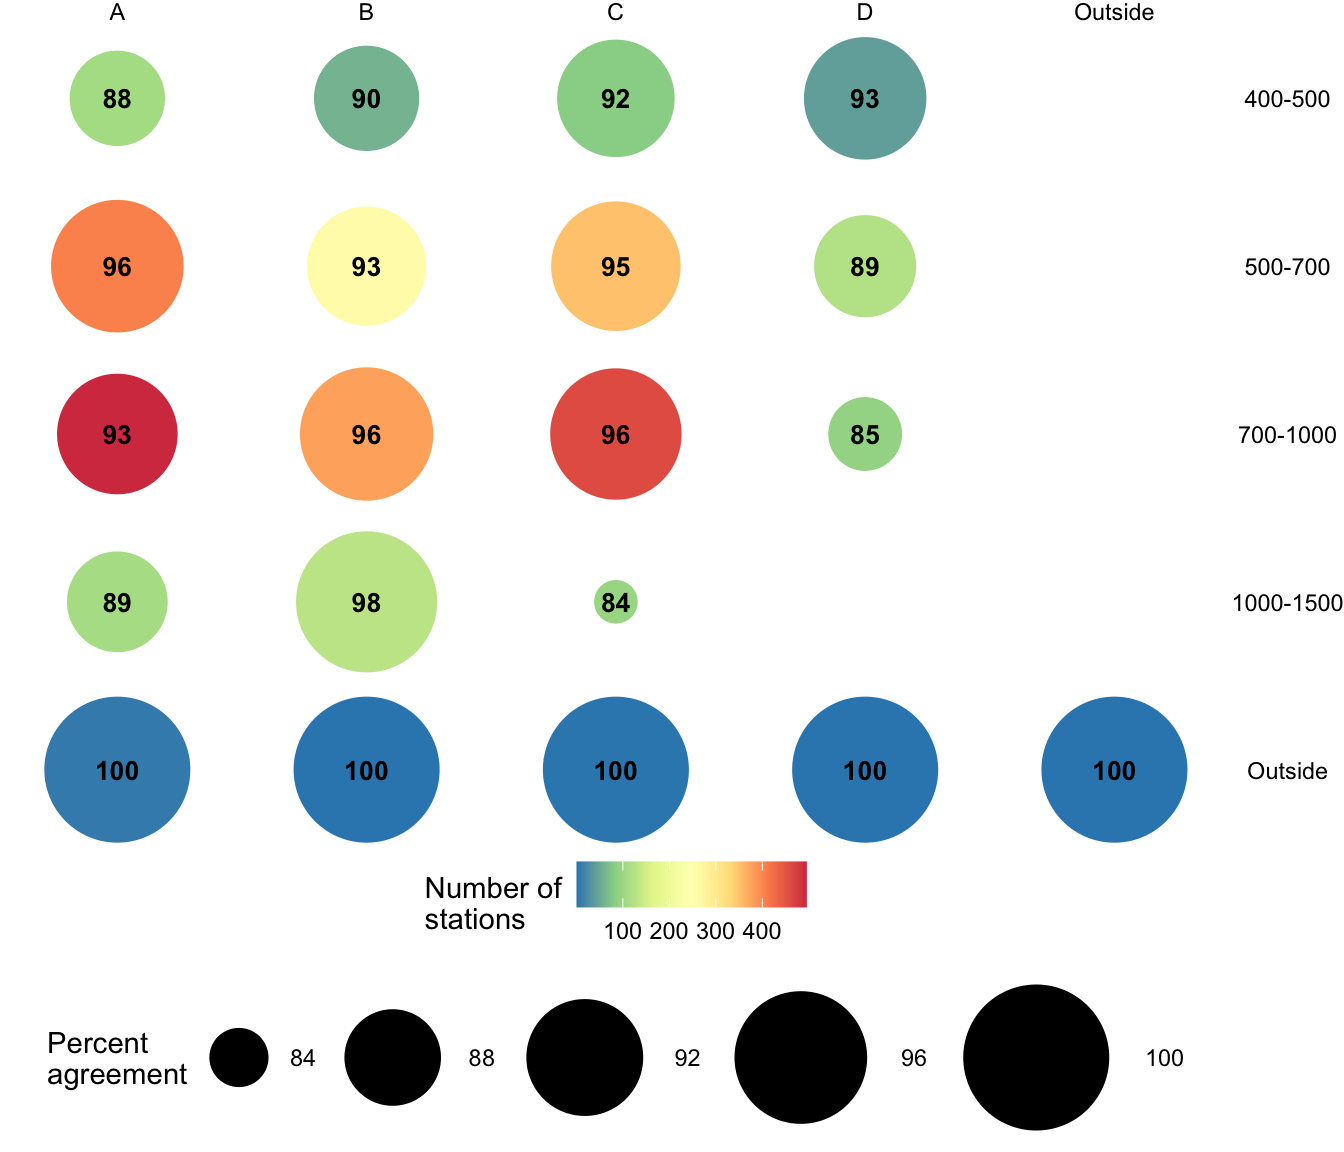 A B C D Outside
88 90 92 93 400-500
96 93 95 89 500-700
93 96 96 85 700-1000
89 98 84 1000-1500
100 100 100 100 100 Outside
Number of
stations
100 200 300 400
Percent
agreement
84 88 92 96 100